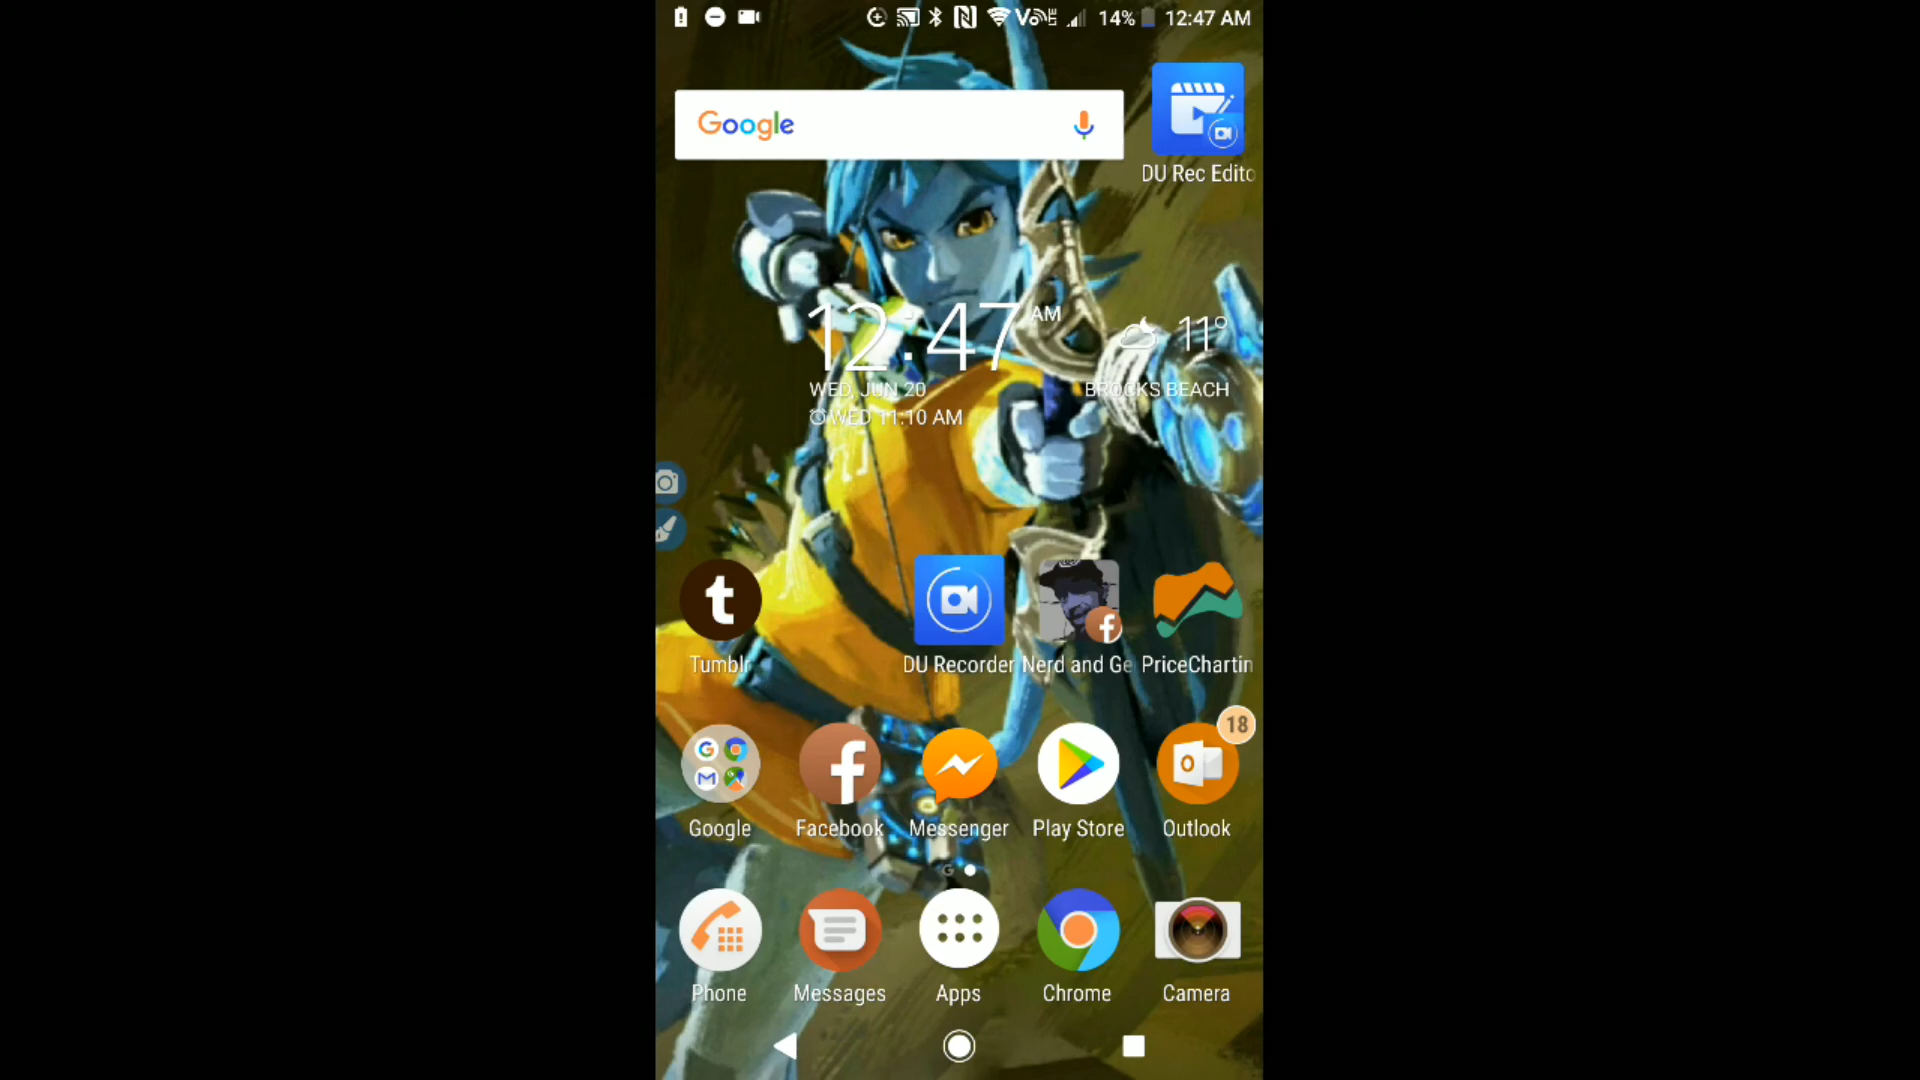 14% 12:47 AM
Google
DU Rec Edito
12:47 AM
11°
WED, JUN 20
BROCKS BEACH
WED 11:10 AM
Tumblr
DU Recorder
Nerd and Ge
PriceChartin
18
Google
Facebook
Messenger
Play Store
Outlook
Phone
Messages
Apps
Chrome
Camera